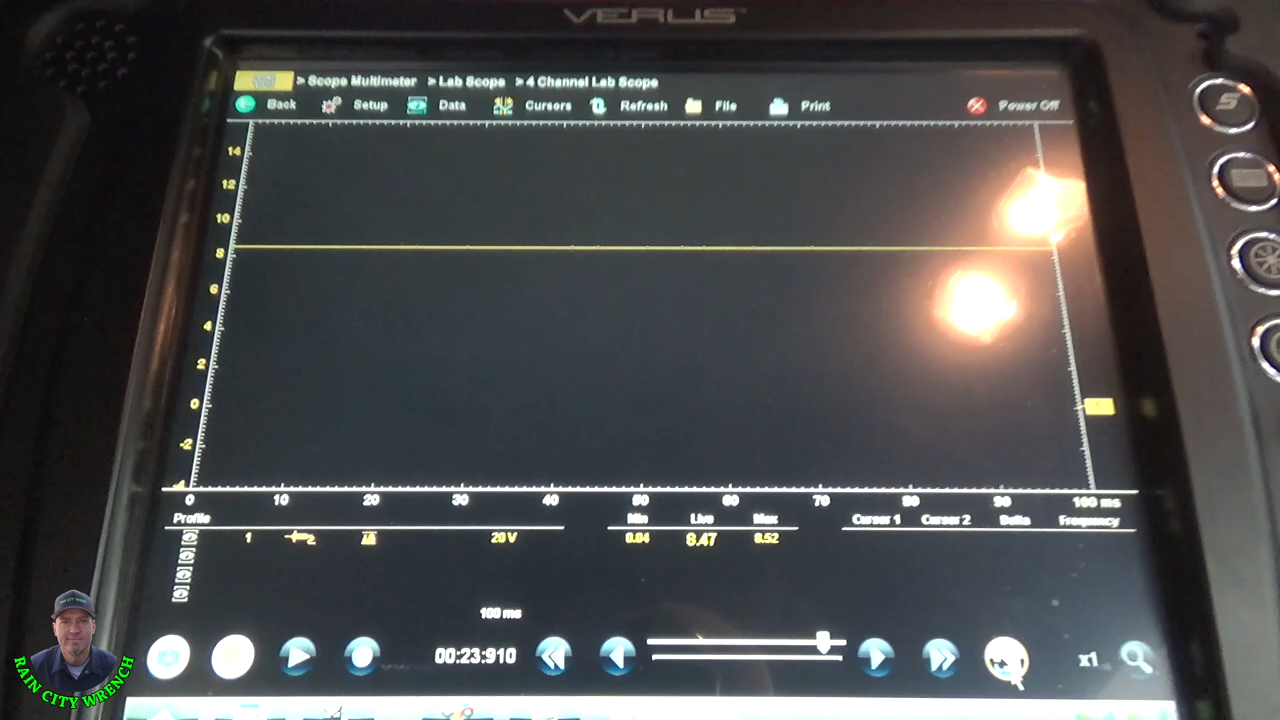 VERUS™
> Scope Multimeter > Lab Scope > 4 Channel Lab Scope
Back Setup Data Cursors Refresh File Print Power Off
14
12
10
8
6
4
2
0
-2
0 10 20 30 40 50 60 70 80 90 100 ms
Profile Min Live Max Cursor 1 Cursor 2 Delta Frequency
1 20 V 8.47
100 ms
00:23:910 x1
RAIN CITY WRENCH